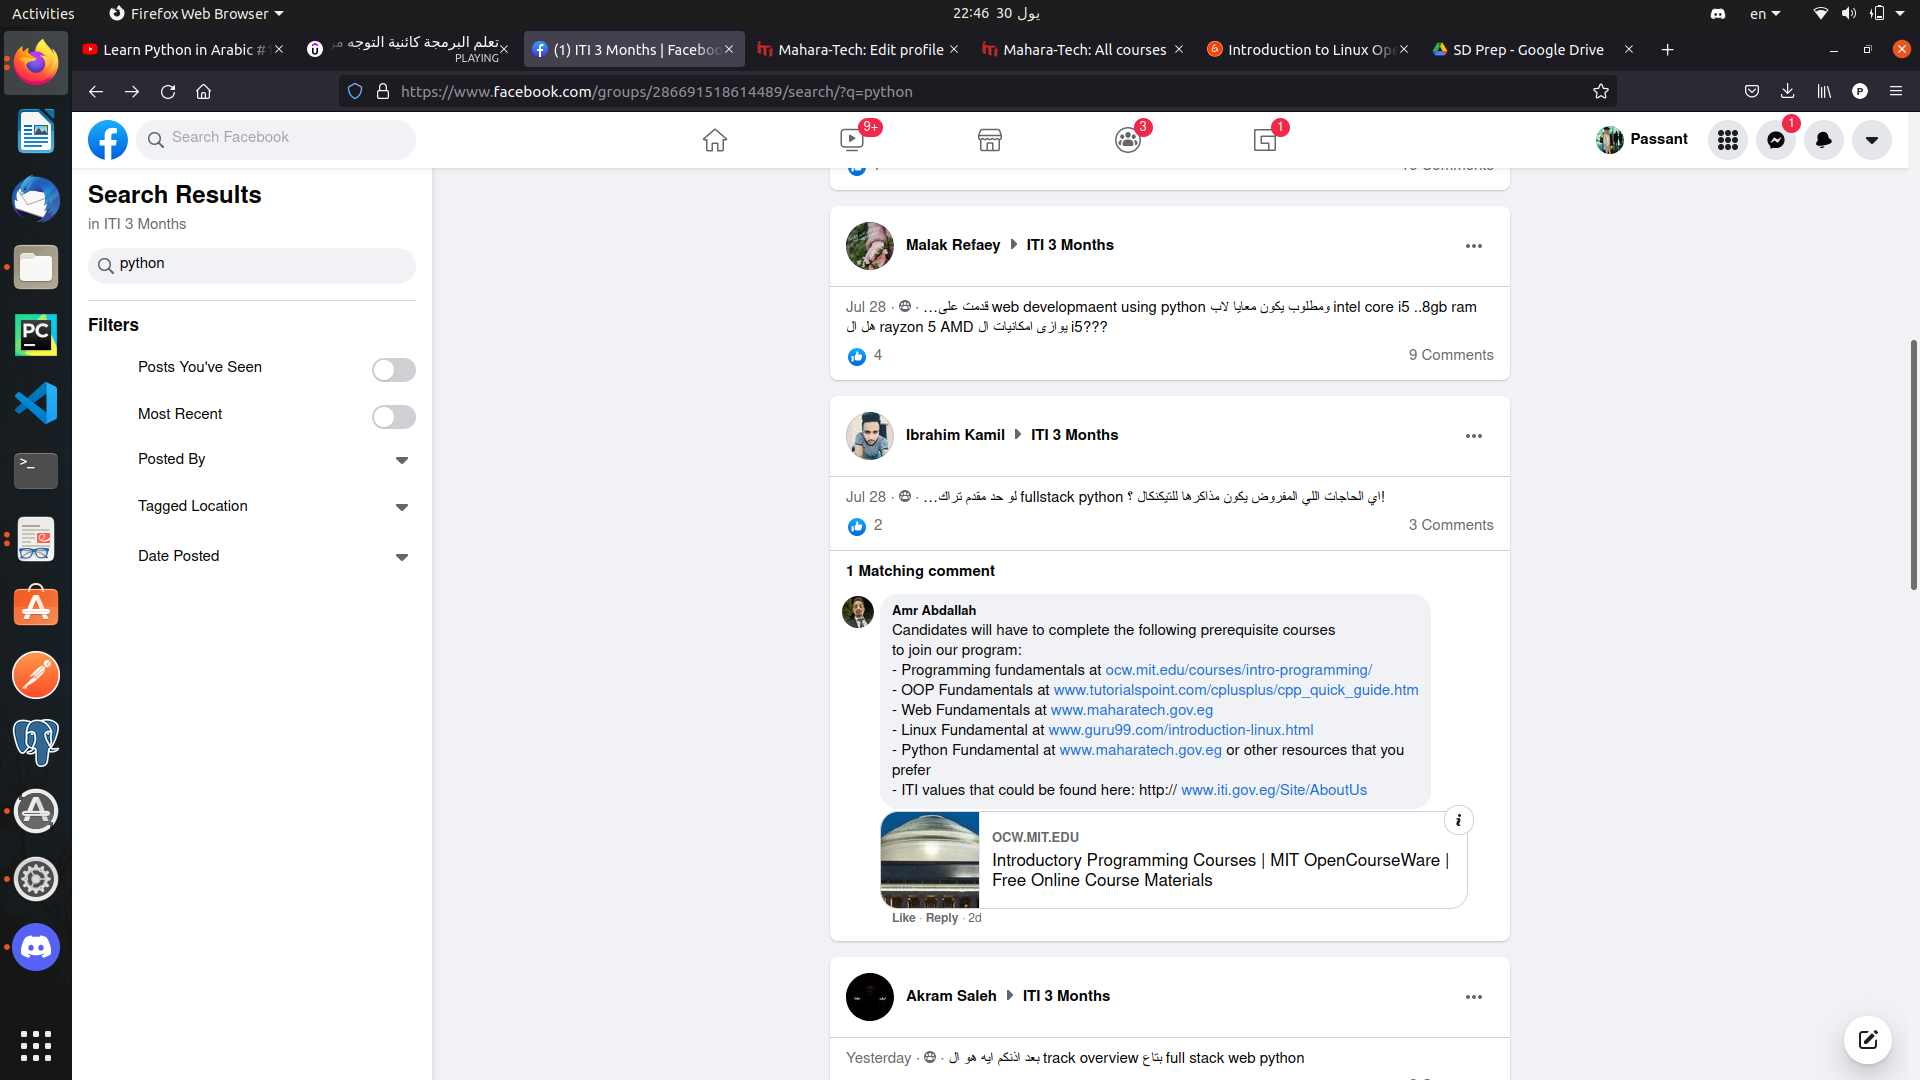 Activities
Firefox Web Browser
22:46 30 يول
en
Learn Python in Arabic #
تعلم البرمجة كائنية التوجه
PLAYING
(1) ITI 3 Months | Faceboo
Mahara-Tech: Edit profile
Mahara-Tech: All courses
Introduction to Linux Op
SD Prep - Google Drive
https://www.facebook.com/groups/286691518614489/search/?q=python
P
Search Facebook
9+
3
1
Passant
1
Search Results
in ITI 3 Months
python
Filters
Posts You've Seen
Most Recent
Posted By
Tagged Location
Date Posted
Malak Refaey
ITI 3 Months
Jul 28 · … قدمت على web developmaent using python ومطلوب يكون معايا لاب intel core i5 ..8gb ram
هل ال rayzon 5 AMD يوازى امكانيات ال i5???
4
9 Comments
Ibrahim Kamil
ITI 3 Months
Jul 28 · … لو حد مقدم تراك fullstack python اي الحاجات اللي المفروض يكون مذاكرها للتيكنكال ؟!
2
3 Comments
1 Matching comment
Amr Abdallah
Candidates will have to complete the following prerequisite courses
to join our program:
- Programming fundamentals at ocw.mit.edu/courses/intro-programming/
- OOP Fundamentals at www.tutorialspoint.com/cplusplus/cpp_quick_guide.htm
- Web Fundamentals at www.maharatech.gov.eg
- Linux Fundamental at www.guru99.com/introduction-linux.html
- Python Fundamental at www.maharatech.gov.eg or other resources that you
prefer
- ITI values that could be found here: http:// www.iti.gov.eg/Site/AboutUs
OCW.MIT.EDU
Introductory Programming Courses | MIT OpenCourseWare |
Free Online Course Materials
Like · Reply · 2d
Akram Saleh
ITI 3 Months
Yesterday · بعد اذنكم ايه هو ال track overview بتاع full stack web python
PC